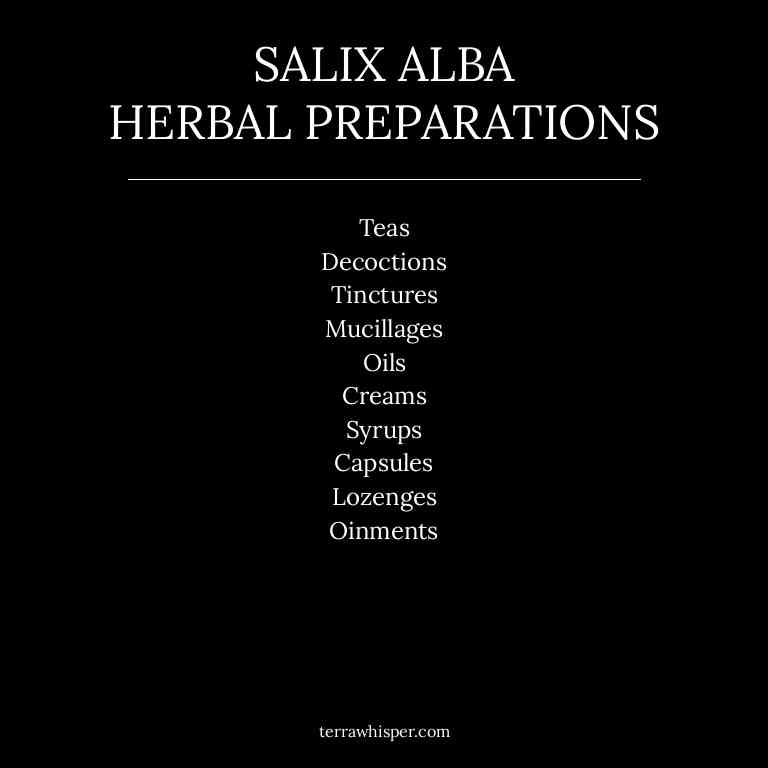 SALIX ALBA
HERBAL PREPARATIONS
Teas
Decoctions
Tinctures
Mucillages
Oils
Creams
Syrups
Capsules
Lozenges
Oinments
terrawhisper.com